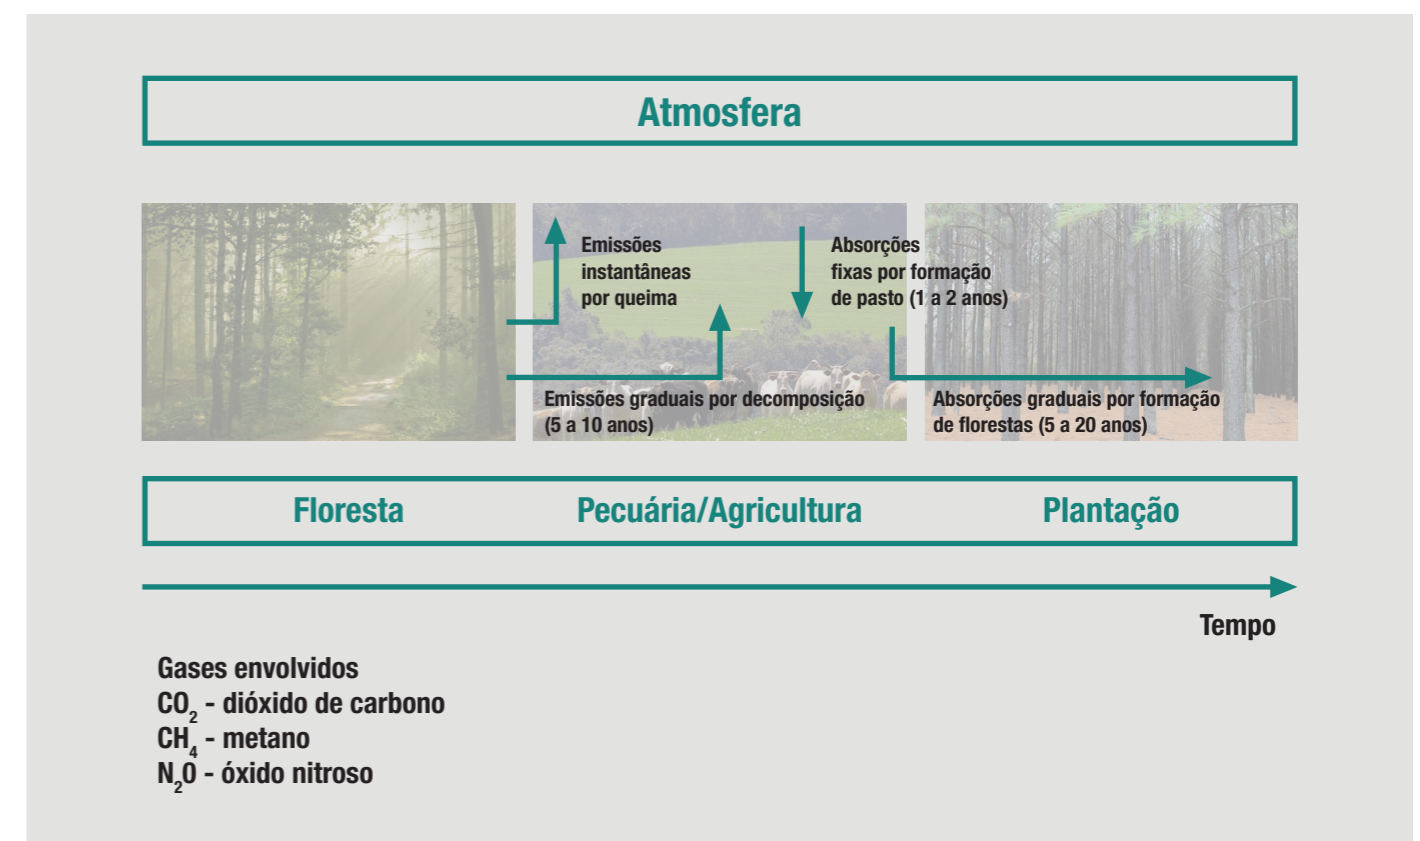 Atmosfera
Emissões
instantâneas
por queima
Absorções
fixas por formação
de pasto (1 a 2 anos)
Emissões graduais por decomposição
(5 a 10 anos)
Absorções graduais por formação
de florestas (5 a 20 anos)
Floresta
Pecuária/Agricultura
Plantação
Tempo
Gases envolvidos
CO₂ - dióxido de carbono
CH₄ - metano
N₂O - óxido nitroso